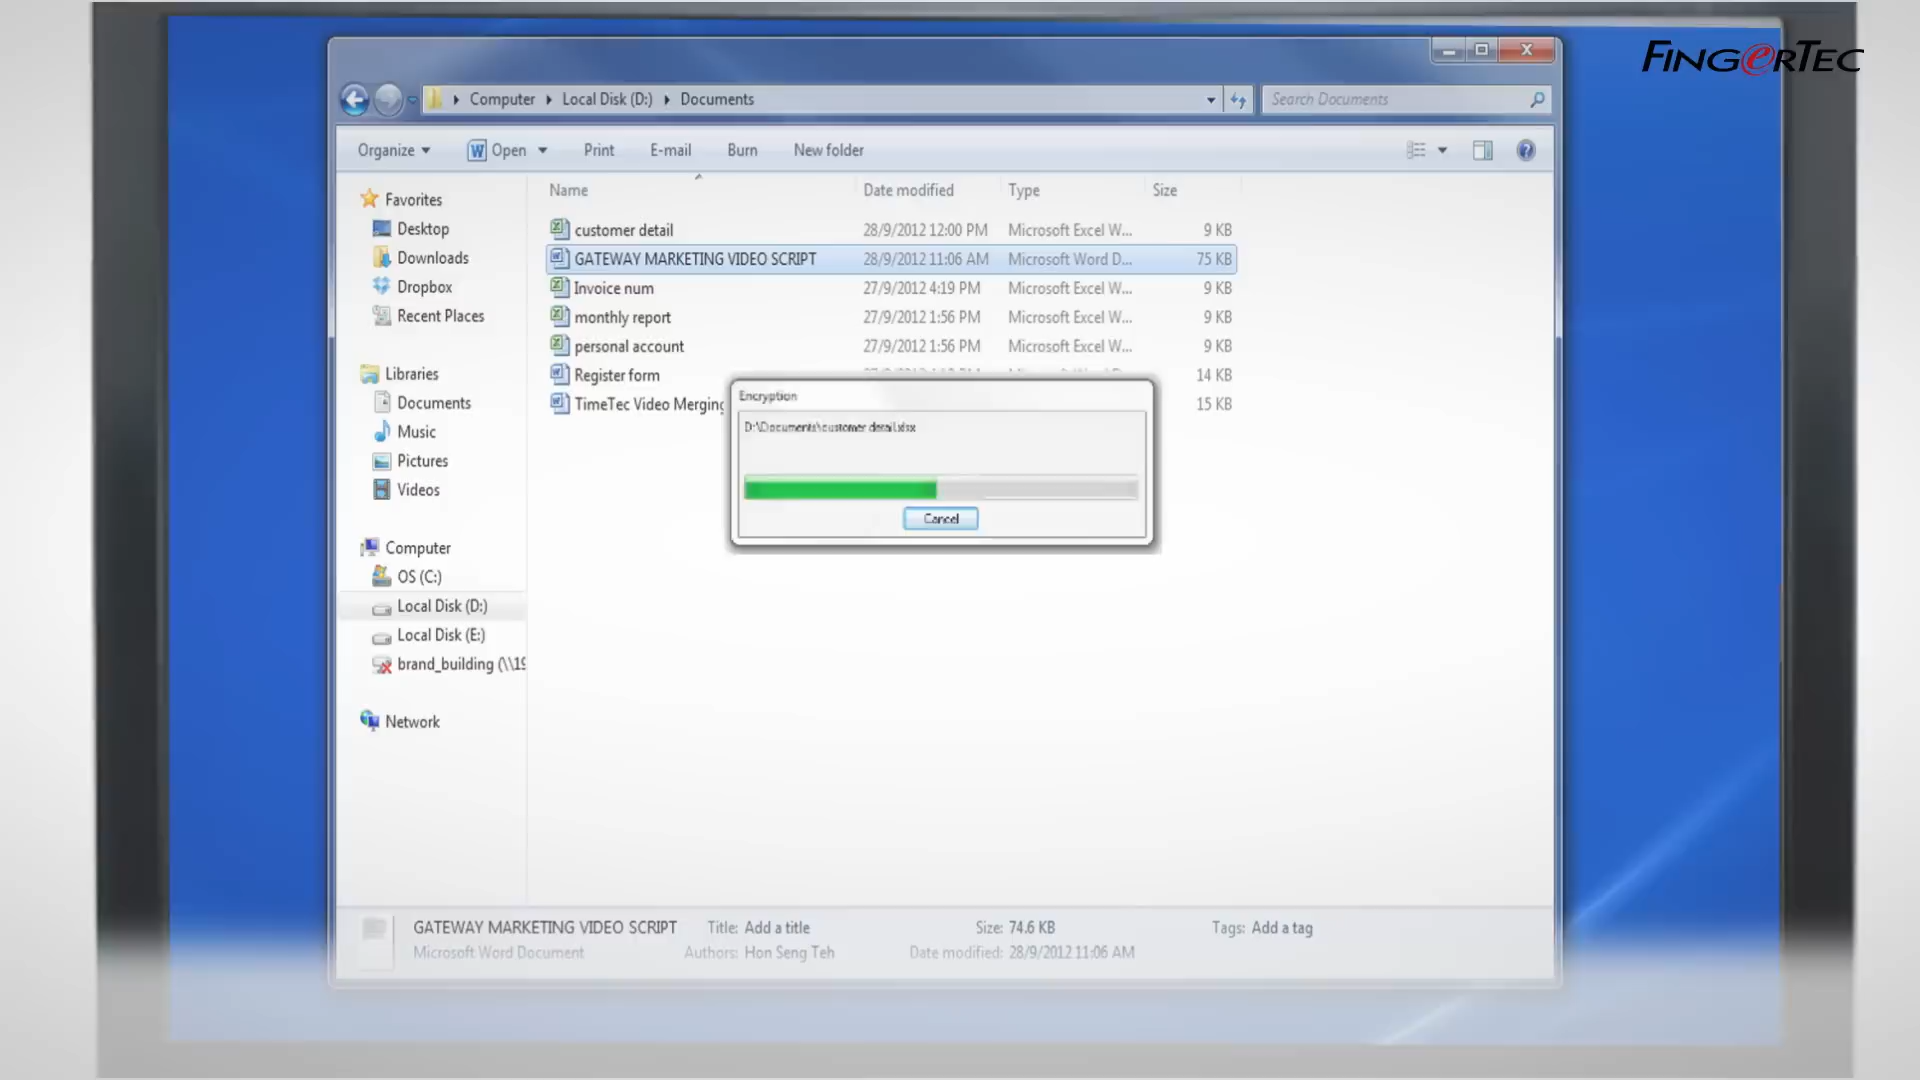 FINGERTEC
Computer Local Disk (D:) Documents
Search Documents
Organize Open Print E-mail Burn New folder
Name Date modified Type Size
customer detail 28/9/2012 12:00 PM Microsoft Excel W... 9 KB
GATEWAY MARKETING VIDEO SCRIPT 28/9/2012 11:06 AM Microsoft Word D... 75 KB
Invoice num 27/9/2012 4:19 PM Microsoft Excel W... 9 KB
monthly report 27/9/2012 1:56 PM Microsoft Excel W... 9 KB
personal account 27/9/2012 1:56 PM Microsoft Excel W... 9 KB
Register form 14 KB
TimeTec Video Merging 15 KB
Favorites
Desktop
Downloads
Dropbox
Recent Places
Libraries
Documents
Music
Pictures
Videos
Computer
OS (C:)
Local Disk (D:)
Local Disk (E:)
brand_building (\\19
Network
Encryption
D:\Documents\customer detail.xlsx
Cancel
GATEWAY MARKETING VIDEO SCRIPT Title: Add a title Size: 74.6 KB Tags: Add a tag
Microsoft Word Document Authors: Hon Seng Teh Date modified: 28/9/2012 11:06 AM